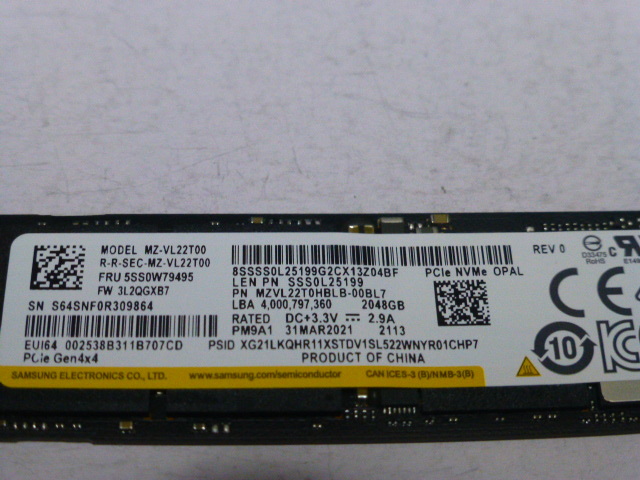 MODEL MZ-VL22T00
R-R-SEC-MZ-VL22T00
FRU 5SS0W79495
FW 3L2QGXB7
SN S64SNF0R309864
EUI64 002538B311B707CD
PCIe Gen4x4
8SSSS0L25199G2CX13Z04BF PCIe NVMe OPAL
LEN PN SSS0L25199
PN MZVL22T0HBLB-00BL7
LBA 4,000,797,360 2048GB
RATED DC+3.3V ⎓ 2.9A
PM9A1 31MAR2021 2113
PSID XG21LKQHR11XSTDV1SL522WNYR01CHP7
PRODUCT OF CHINA
REV 0
D33475
RoHS
10
SAMSUNG ELECTRONICS CO., LTD. www.samsung.com/semiconductor CAN ICES-3 (B)/NMB-3(B)